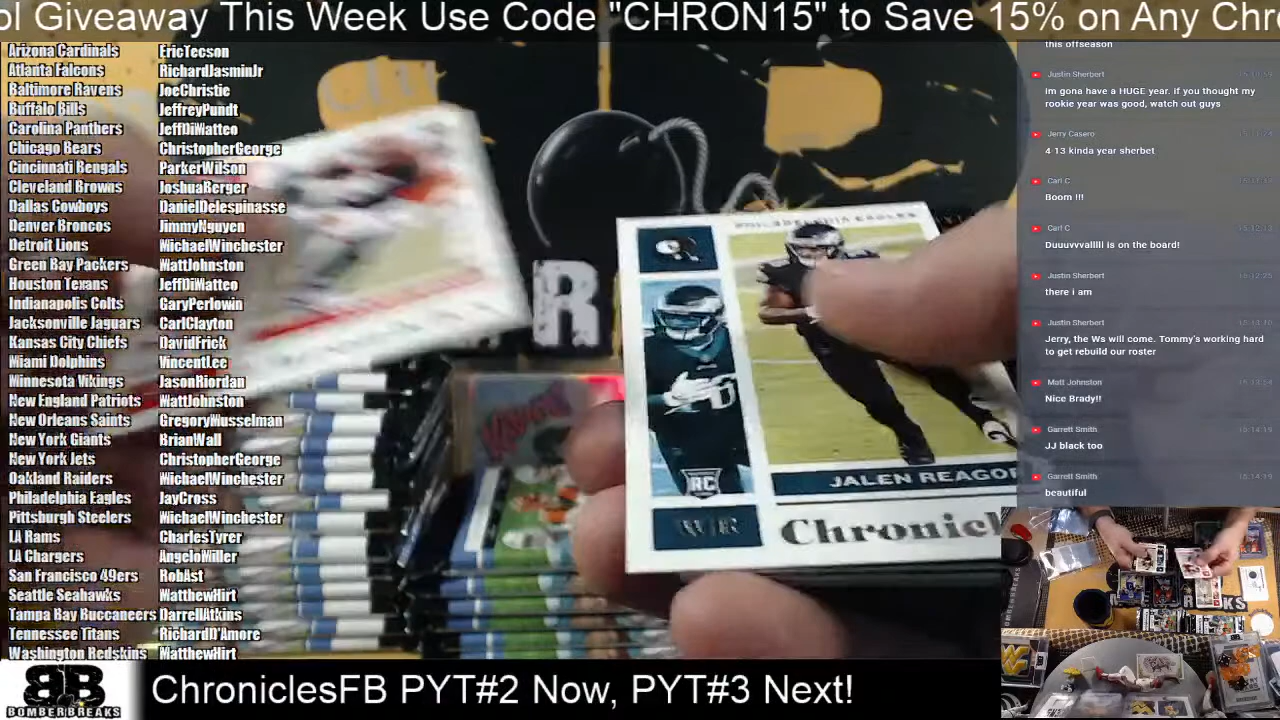 ol Giveaway This Week Use Code "CHRON15" to Save 15% on Any Chr
Arizona Cardinals EricTecson
Atlanta Falcons RichardJasminJr
Baltimore Ravens JoeChristie
Buffalo Bills JeffreyPundt
Carolina Panthers JeffDiMatteo
Chicago Bears ChristopherGeorge
Cincinnati Bengals ParkerWilson
Cleveland Browns JoshuaBerger
Dallas Cowboys DanielDelespinasse
Denver Broncos JimmyNguyen
Detroit Lions MichaelWinchester
Green Bay Packers MattJohnston
Houston Texans JeffDiMatteo
Indianapolis Colts GaryPerlowin
Jacksonville Jaguars CarlClayton
Kansas City Chiefs DavidFrick
Miami Dolphins VincentLee
Minnesota Vikings JasonRiordan
New England Patriots MattJohnston
New Orleans Saints GregoryMusselman
New York Giants BrianWall
New York Jets ChristopherGeorge
Oakland Raiders MichaelWinchester
Philadelphia Eagles JayCross
Pittsburgh Steelers MichaelWinchester
LA Rams CharlesTyrer
LA Chargers AngeloMiller
San Francisco 49ers RobAst
Seattle Seahawks MatthewHirt
Tampa Bay Buccaneers DarrellAtkins
Tennessee Titans RichardD'Amore
Washington Redskins MatthewHirt
PHILADELPHIA EAGLES
RC
WR
JALEN REAGOR
Chronicl
R
this offseason
Justin Sherbert
im gona have a HUGE year. if you thought my
rookie year was good, watch out guys
Jerry Casero
4-13 kinda year sherbet
Carl C
Boom !!!
Carl C
Duuuvvvalllll is on the board!
Justin Sherbert
there i am
Justin Sherbert
Jerry, the Ws will come. Tommy's working hard
to get rebuild our roster
Matt Johnston
Nice Brady!!
Garrett Smith
JJ black too
Garrett Smith
beautiful
BB
BOMBERBREAKS
ChroniclesFB PYT#2 Now, PYT#3 Next!